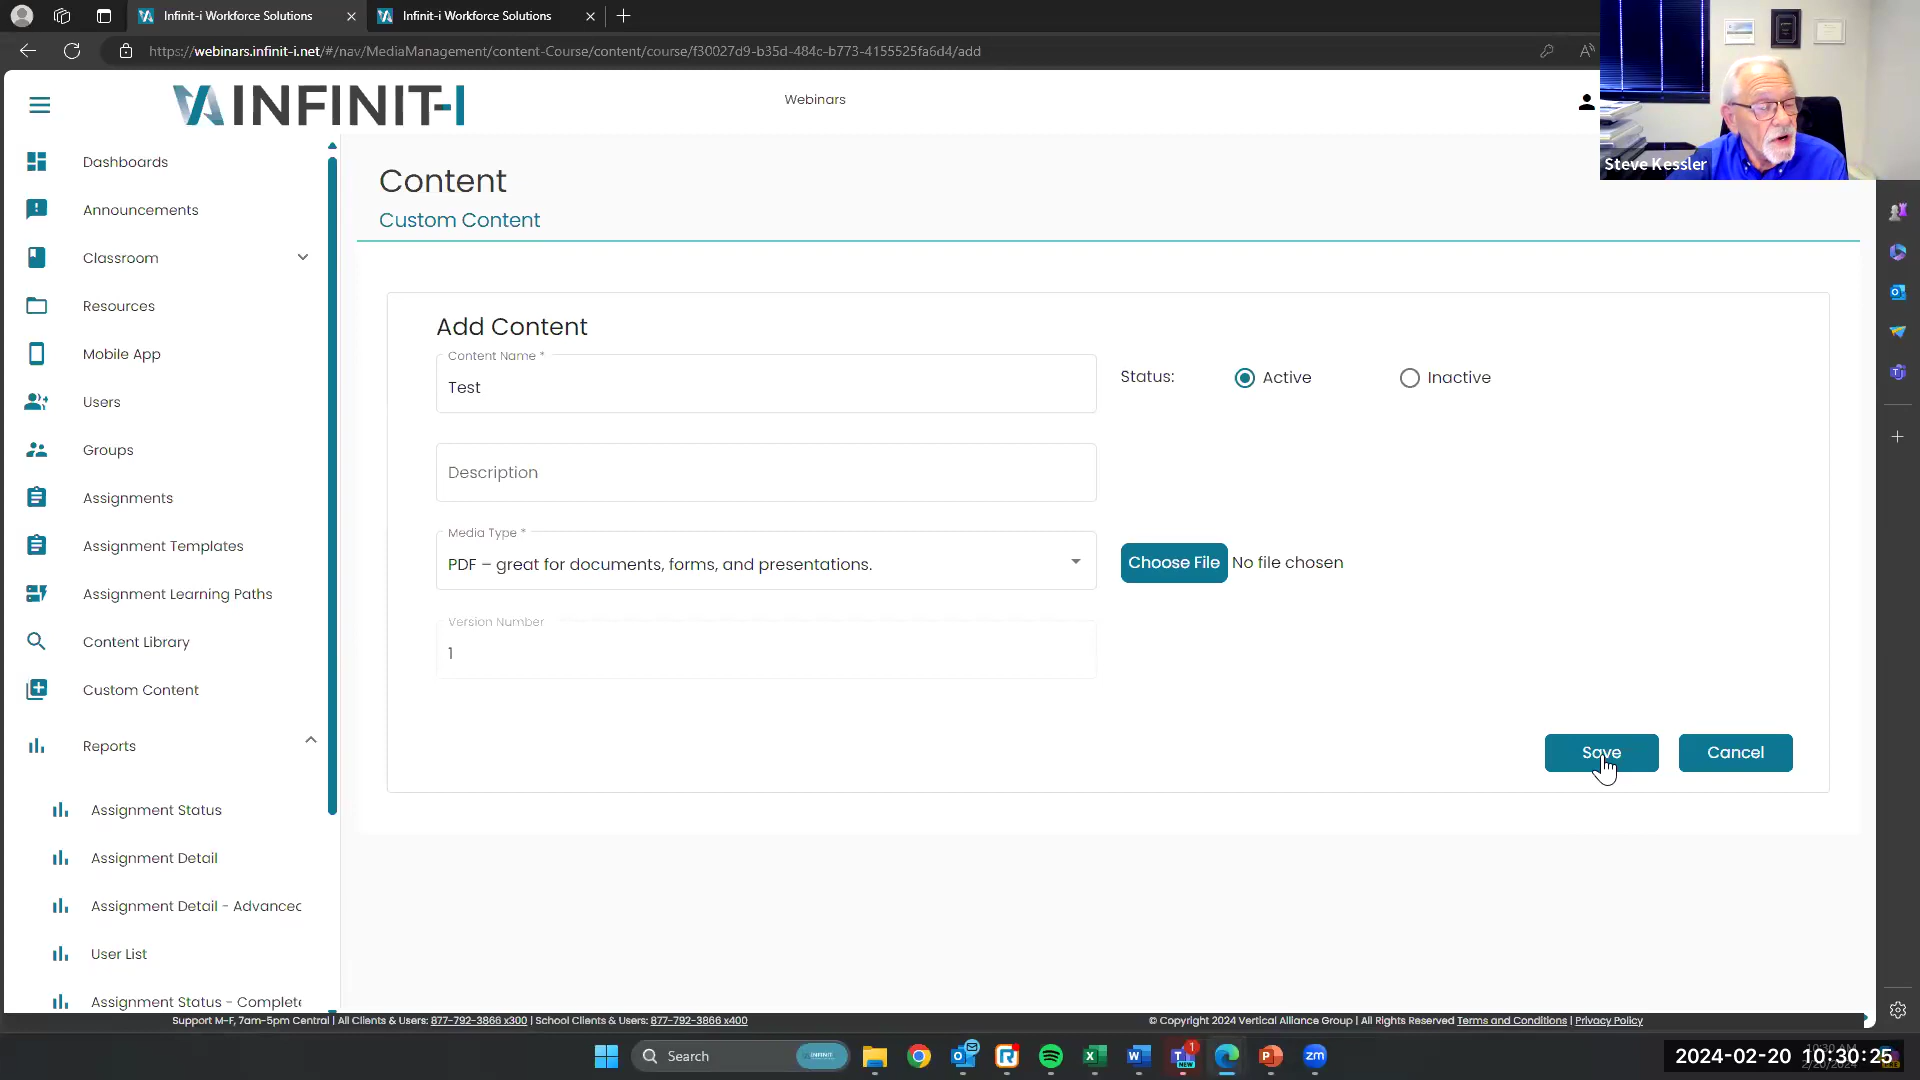 Infinit-i Workforce Solutions
Infinit-i Workforce Solutions
https://webinars.infinit-i.net/#/nav/MediaManagement/content-Course/content/course/f30027d9-b35d-484c-b773-4155525fa6d4/add
INFINIT-I
Webinars
Steve Kessler
Dashboards
Announcements
Classroom
Resources
Mobile App
Users
Groups
Assignments
Assignment Templates
Assignment Learning Paths
Content Library
Custom Content
Reports
Assignment Status
Assignment Detail
Assignment Detail - Advanced
User List
Assignment Status - Complete
Content
Custom Content
Add Content
Content Name *
Test
Status:
Active
Inactive
Description
Media Type *
PDF – great for documents, forms, and presentations.
Choose File
No file chosen
Version Number
1
Save
Cancel
Support M-F, 7am-5pm Central | All Clients & Users: 877-792-3866 x300 | School Clients & Users: 877-792-3866 x400
© Copyright 2024 Vertical Alliance Group | All Rights Reserved Terms and Conditions | Privacy Policy
Search
2024-02-20 10:30:25